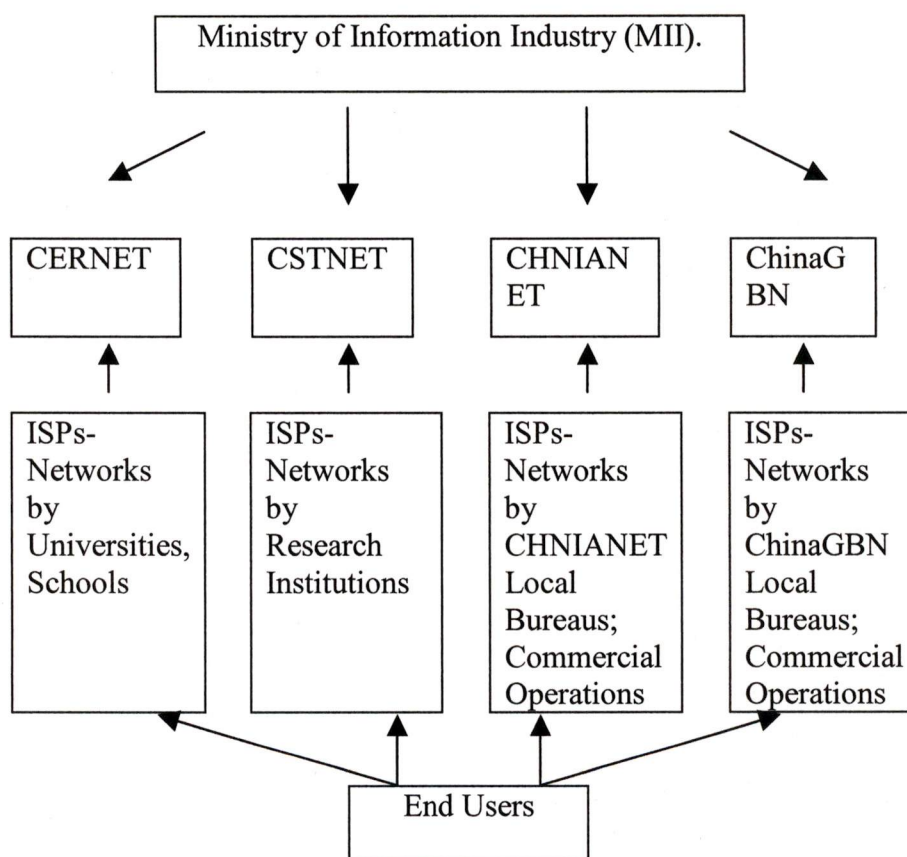 Ministry of Information Industry (MII).
CERNET
CSTNET
CHNIAN
ET
ChinaG
BN
ISPs-
Networks
by
Universities,
Schools
ISPs-
Networks
by
Research
Institutions
ISPs-
Networks
by
CHNIANET
Local
Bureaus;
Commercial
Operations
ISPs-
Networks
by
ChinaGBN
Local
Bureaus;
Commercial
Operations
End Users